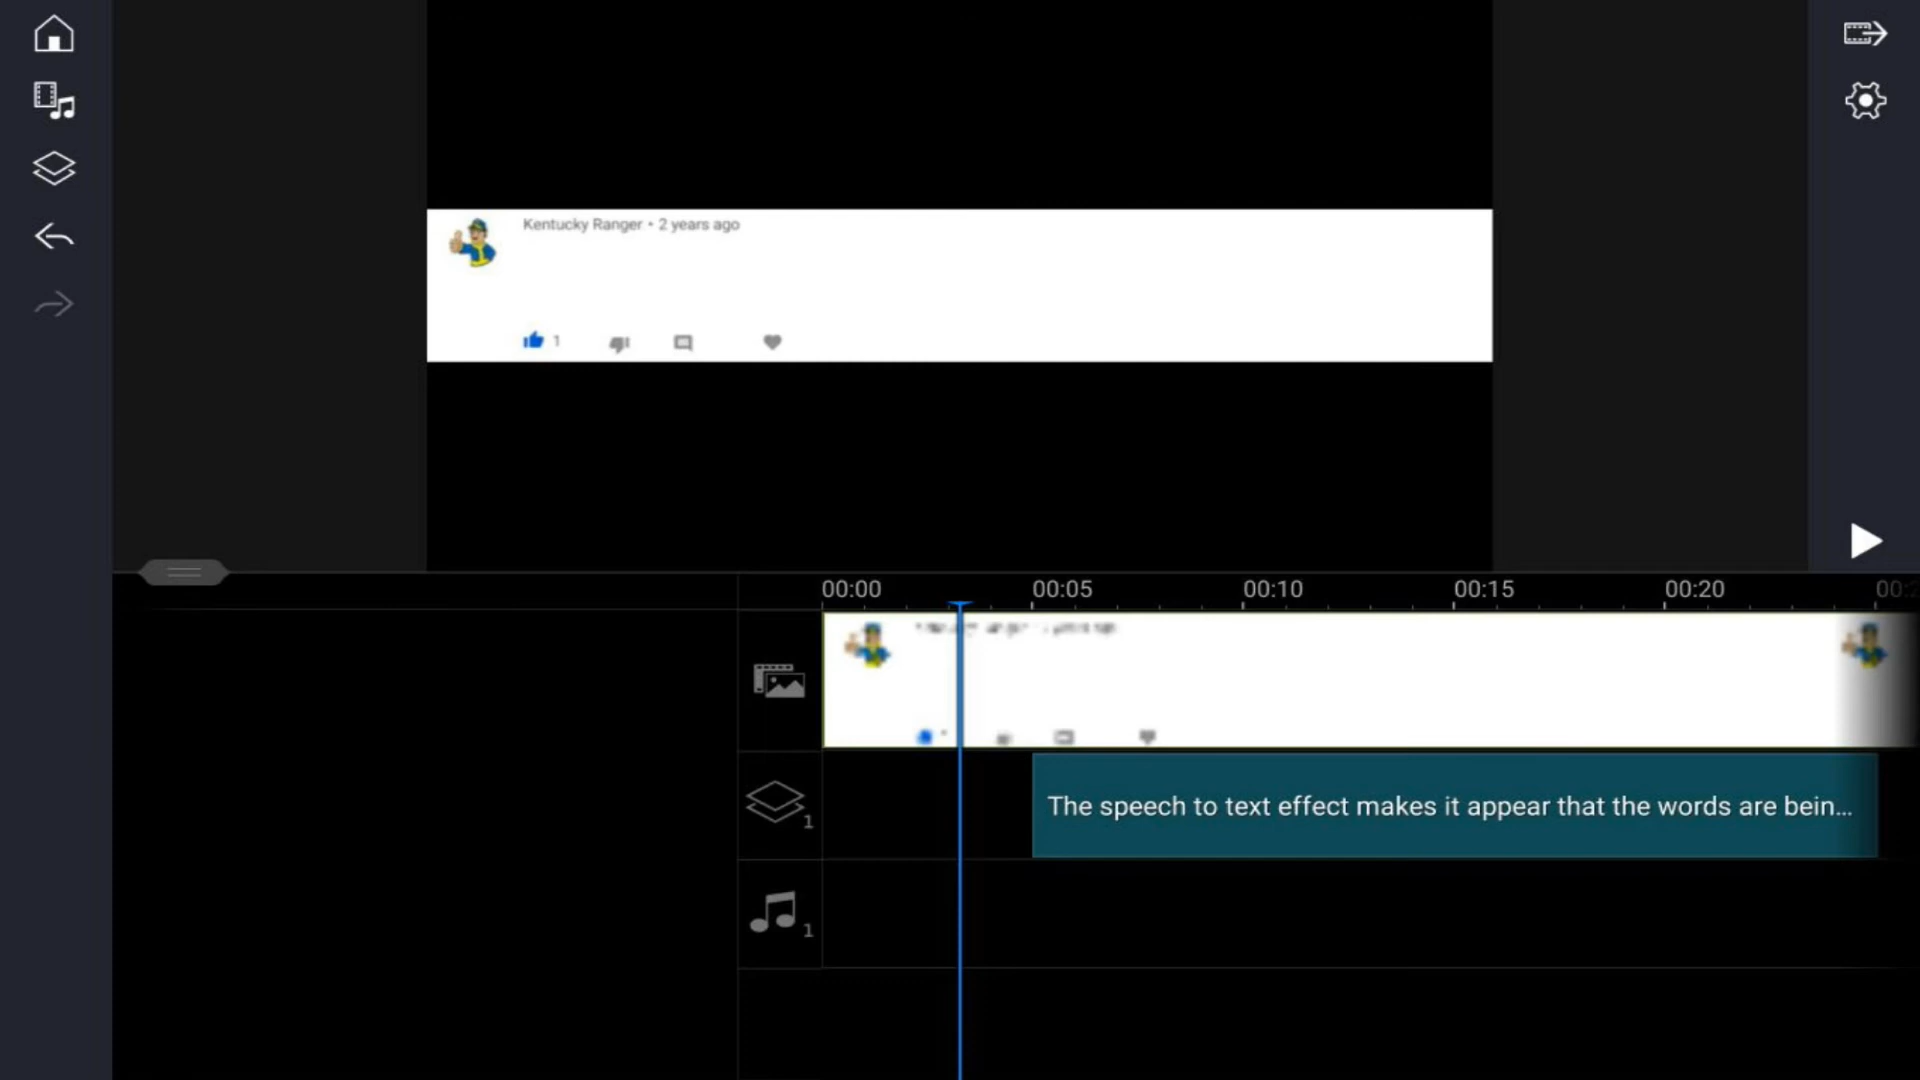 Kentucky Ranger • 2 years ago
1
00:00 00:05 00:10 00:15 00:20
The speech to text effect makes it appear that the words are bein...
1
1